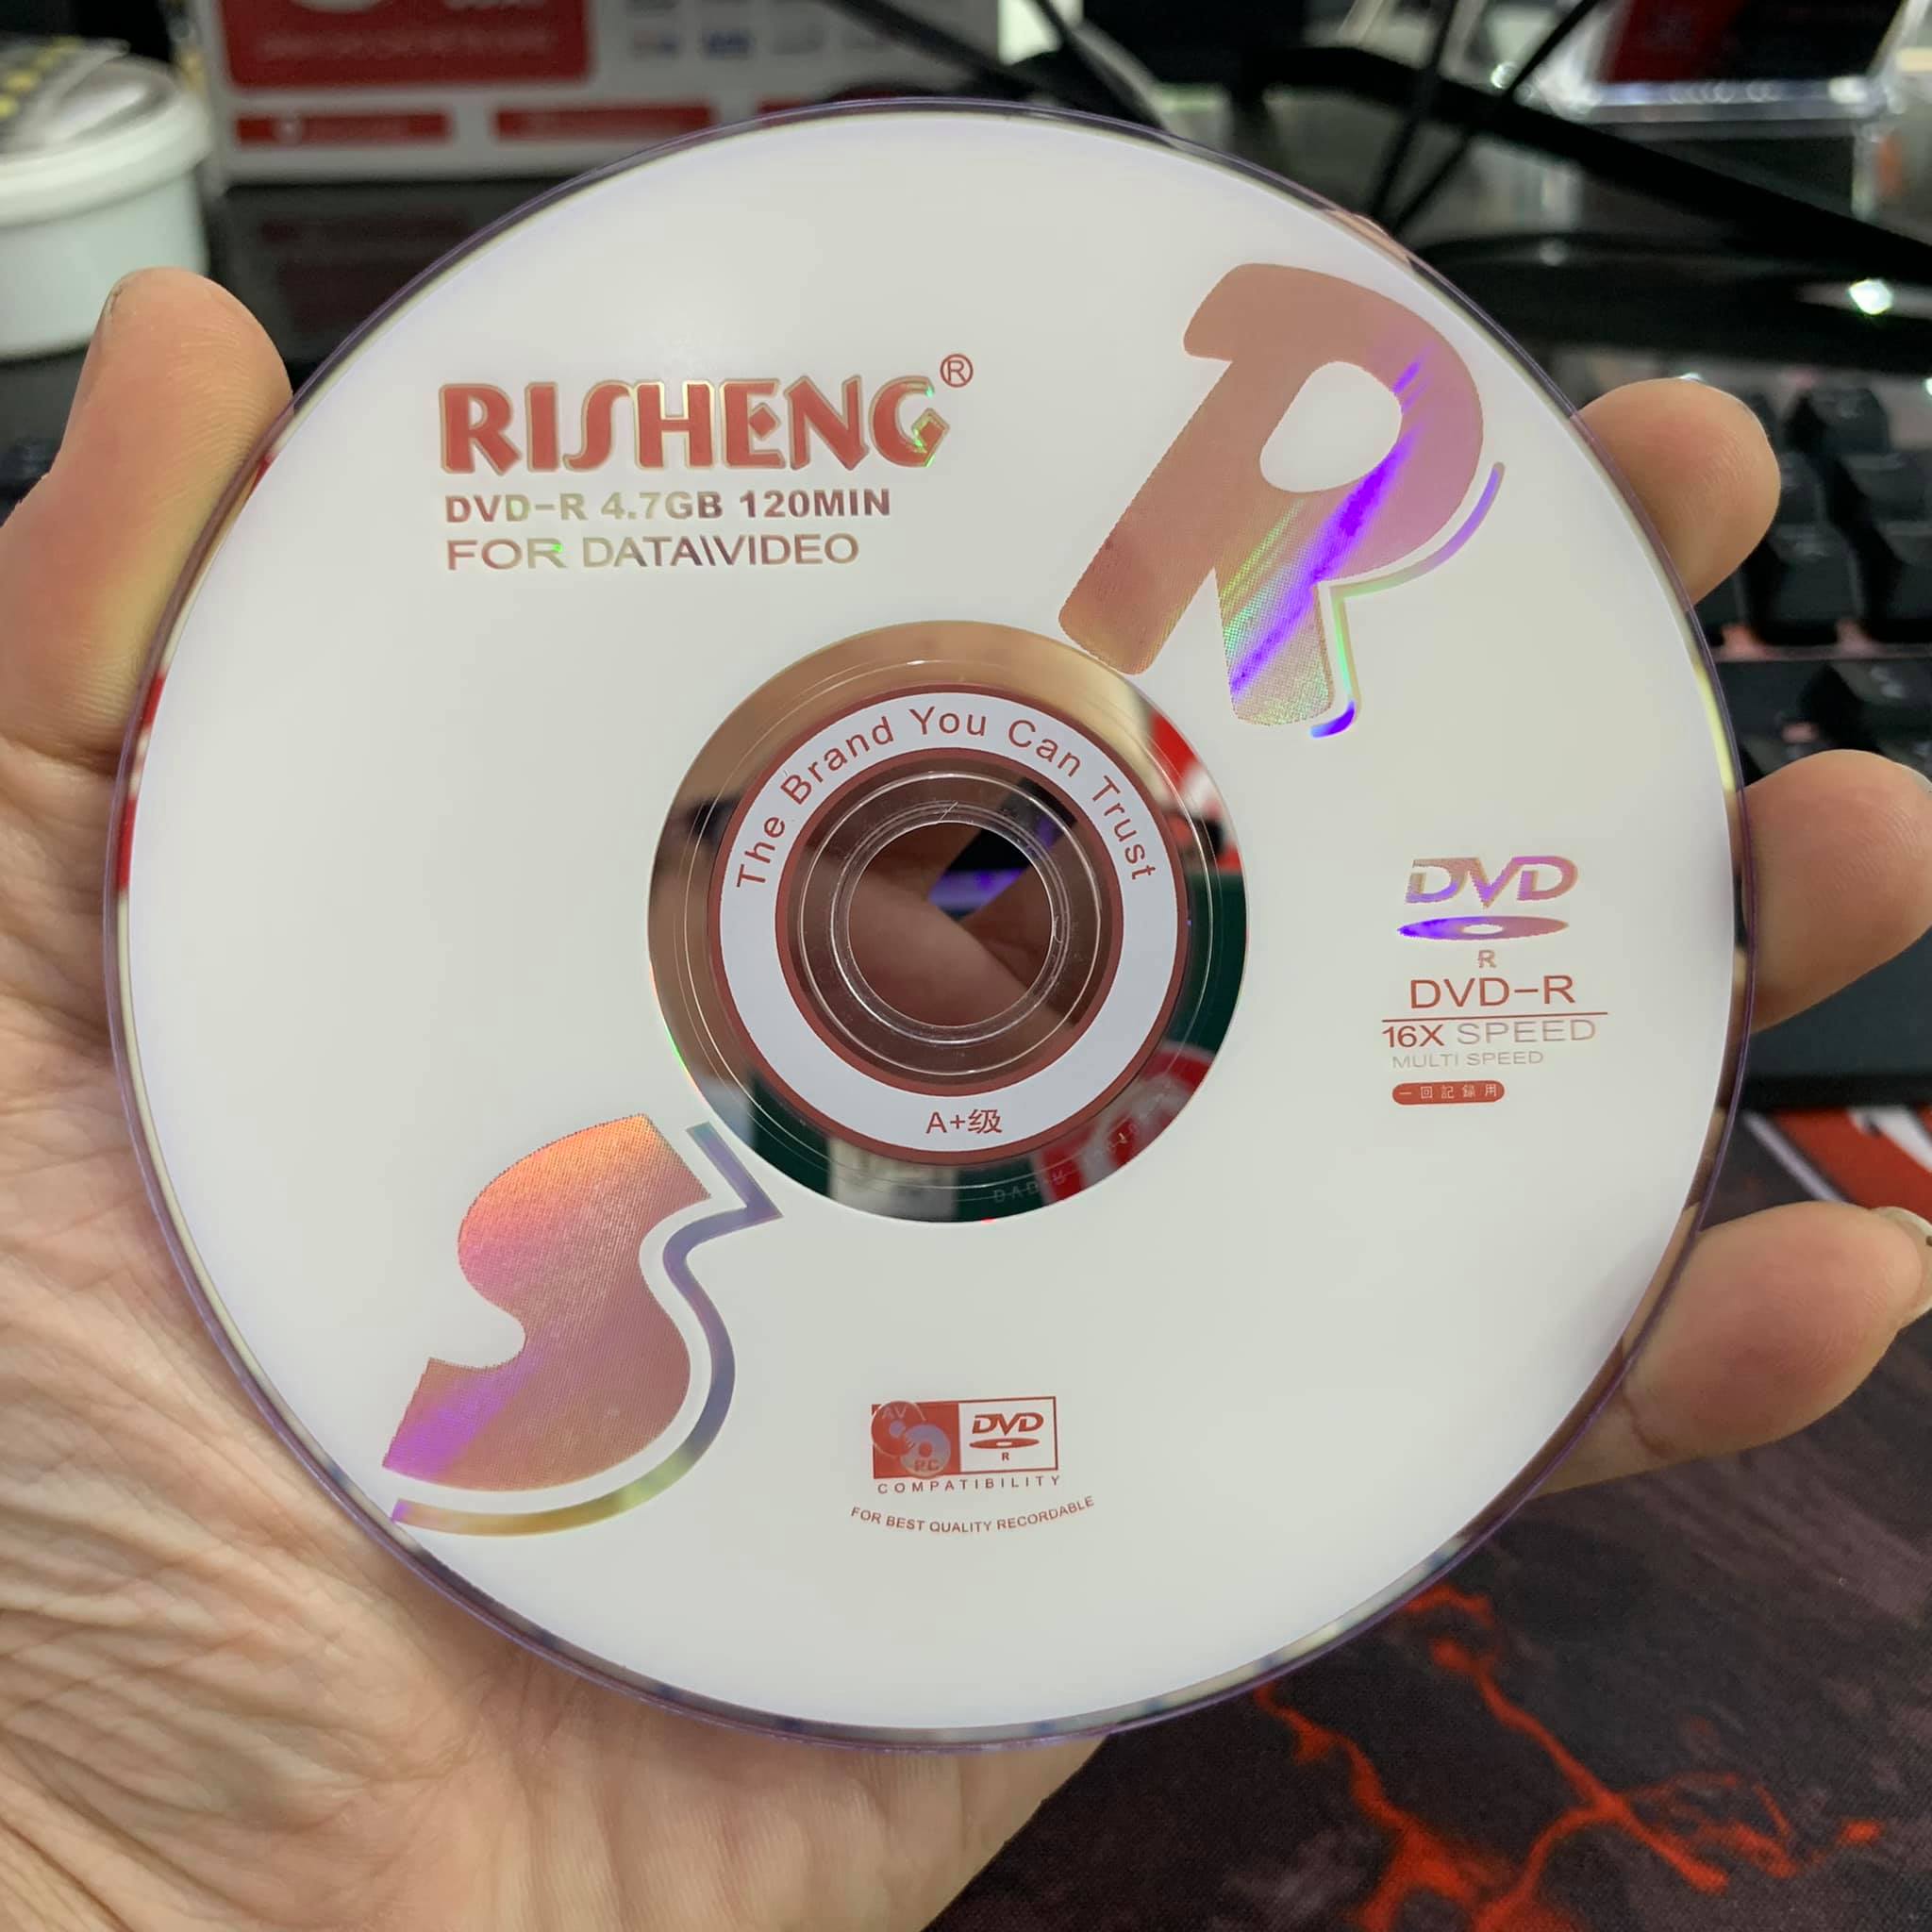 RISHENG®
DVD-R 4.7GB 120MIN
FOR DATA\VIDEO
R
The Brand You Can Trust
A+级
DVD
R
DVD-R
16X SPEED
MULTI SPEED
一回記録用
S
AV
PC
DVD
R
COMPATIBILITY
FOR BEST QUALITY RECORDABLE